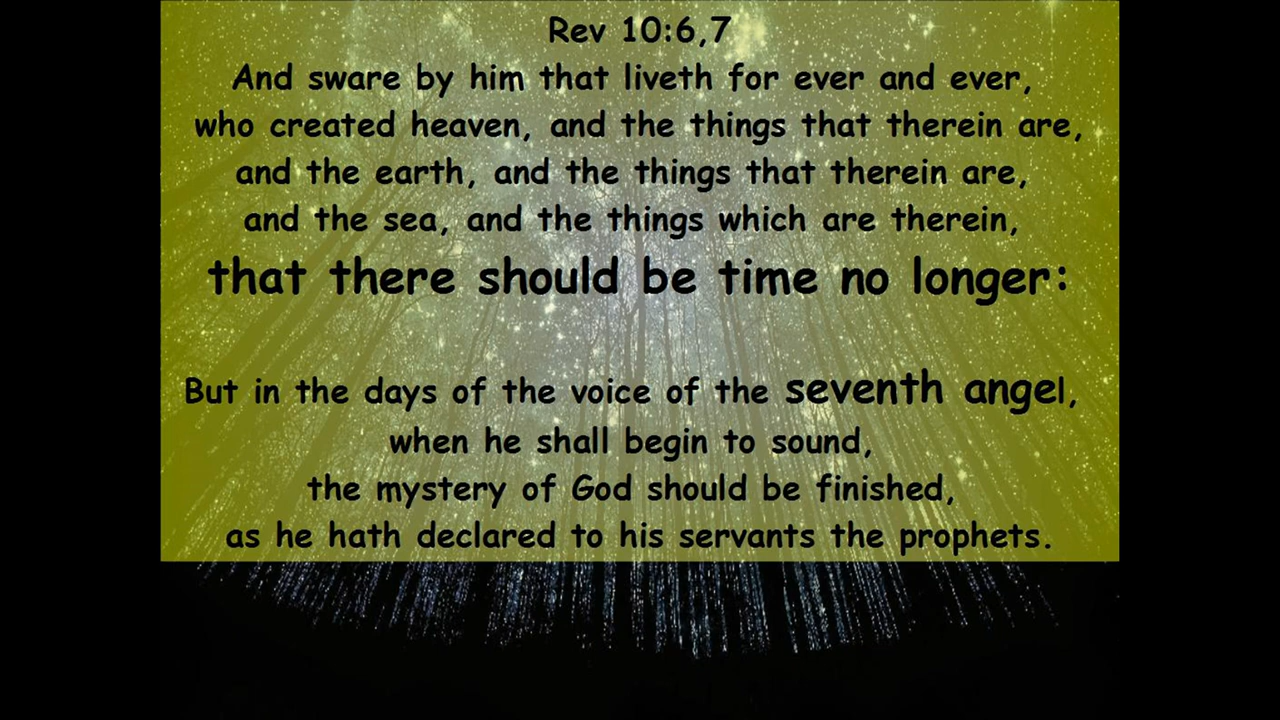 Rev 10:6,7
And sware by him that liveth for ever and ever,
who created heaven, and the things that therein are,
and the earth, and the things that therein are,
and the sea, and the things which are therein,
that there should be time no longer:
But in the days of the voice of the seventh angel,
when he shall begin to sound,
the mystery of God should be finished,
as he hath declared to his servants the prophets.